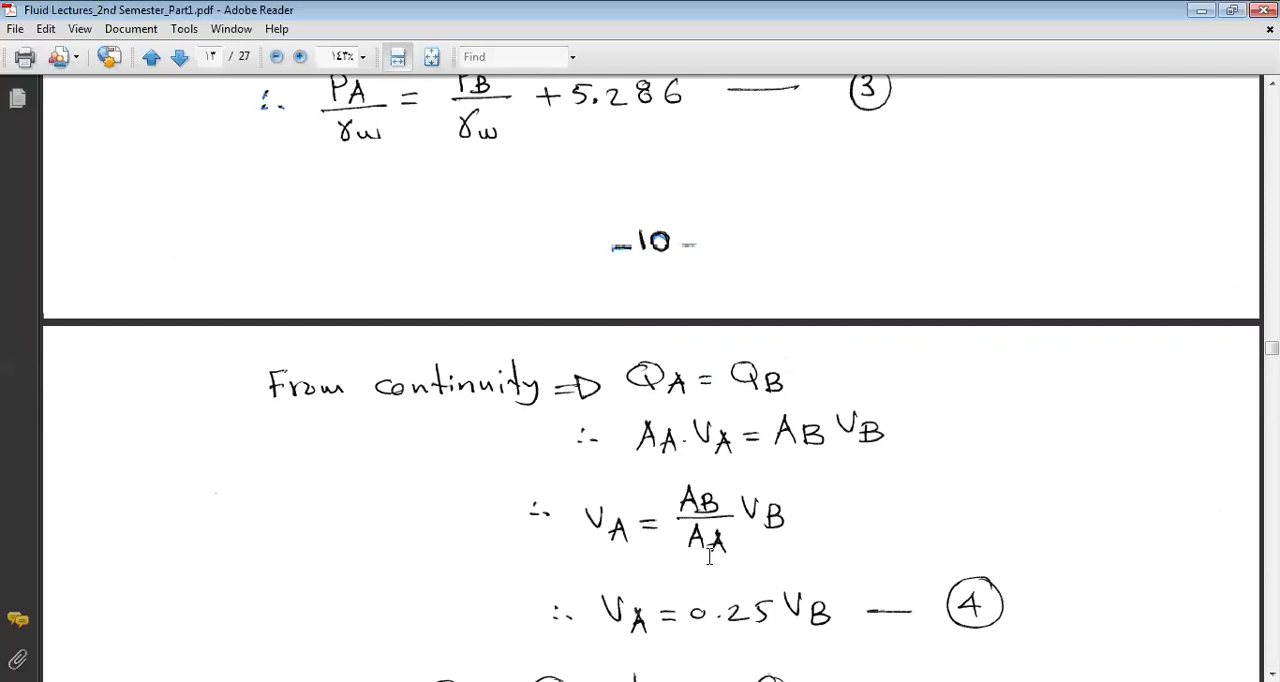 Fluid Lectures_2nd Semester_Part1.pdf - Adobe Reader
File Edit View Document Tools Window Help
١٣ / 27 ١٤٣% Find
∴ PA/γw = PB/γw + 5.286 —— ③
-10-
From continuity ⇒ QA = QB
∴ AA.VA = AB VB
∴ VA = AB/AA VB
∴ VA = 0.25 VB — ④